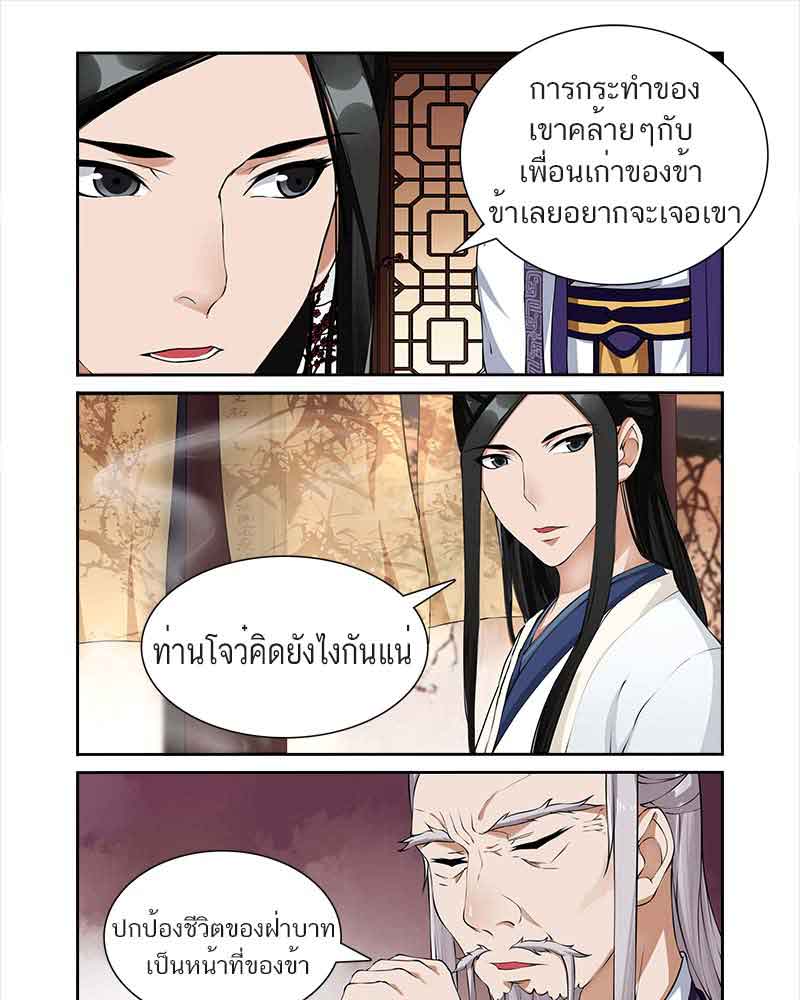 การกระทำของ
เขาคล้ายๆกับ
เพื่อนเก่าของข้า
ข้าเลยอยากจะเจอเขา
ท่านโจว๋คิดยังไงกันแน่
ปกป้องชีวิตของฝ่าบาท
เป็นหน้าที่ของข้า